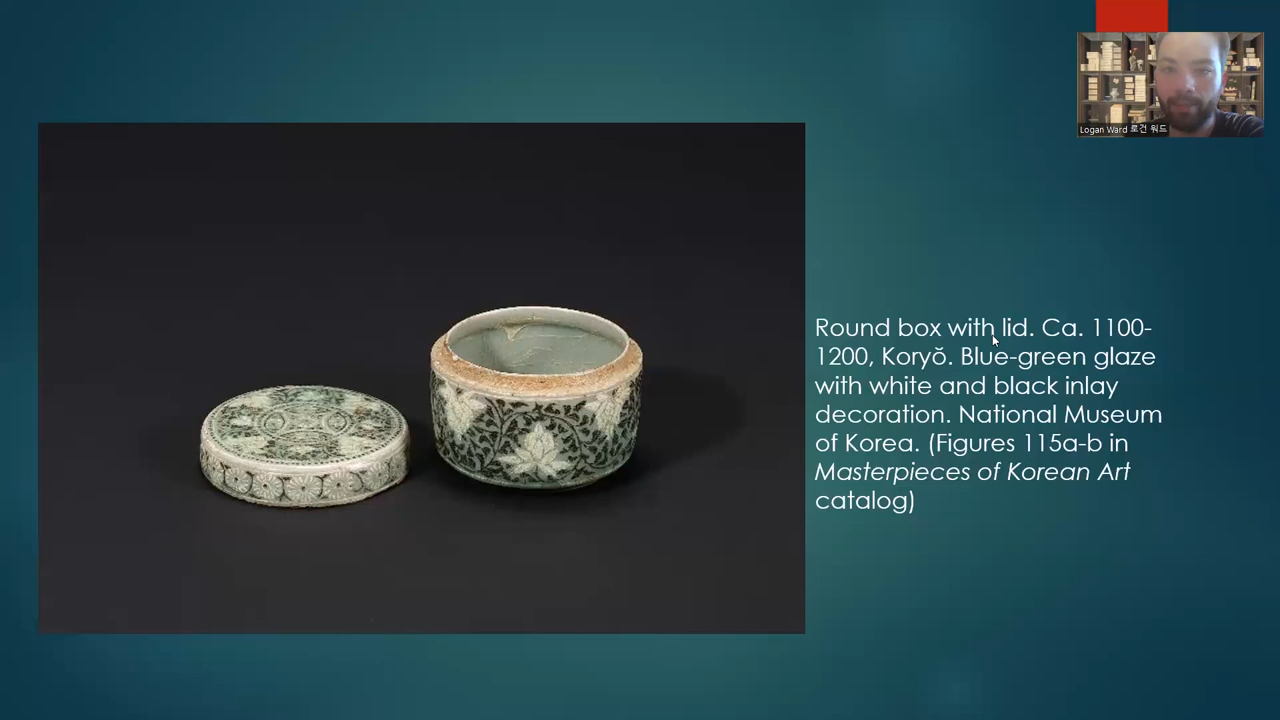 Logan Ward 로건 워드
Round box with lid. Ca. 1100-
1200, Koryŏ. Blue-green glaze
with white and black inlay
decoration. National Museum
of Korea. (Figures 115a-b in
Masterpieces of Korean Art
catalog)